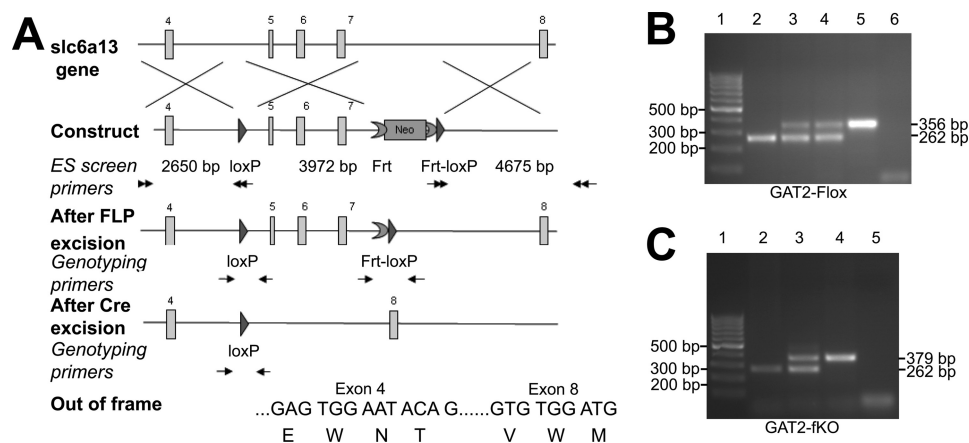 A
slc6a13
gene
4 5 6 7 8
Construct
4 5 6 7
Neo
ES screen
primers
2650 bp loxP 3972 bp Frt Frt-loxP 4675 bp
After FLP
excision
4 5 6 7 8
Genotyping
primers
loxP Frt-loxP
After Cre
excision
4 8
Genotyping
primers
loxP
Out of frame
Exon 4 Exon 8
...GAG TGG AAT ACA G......GTG TGG ATG
E W N T V W M
B
1 2 3 4 5 6
500 bp
300 bp
200 bp
356 bp
262 bp
GAT2-Flox
C
1 2 3 4 5
500 bp
300 bp
200 bp
379 bp
262 bp
GAT2-fKO